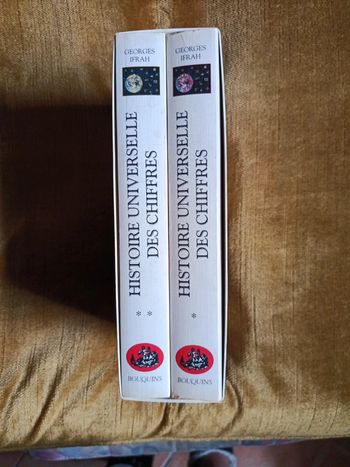 GEORGES
IFRAH
HISTOIRE UNIVERSELLE
DES CHIFFRES
* *
BOUQUINS
GEORGES
IFRAH
HISTOIRE UNIVERSELLE
DES CHIFFRES
*
BOUQUINS